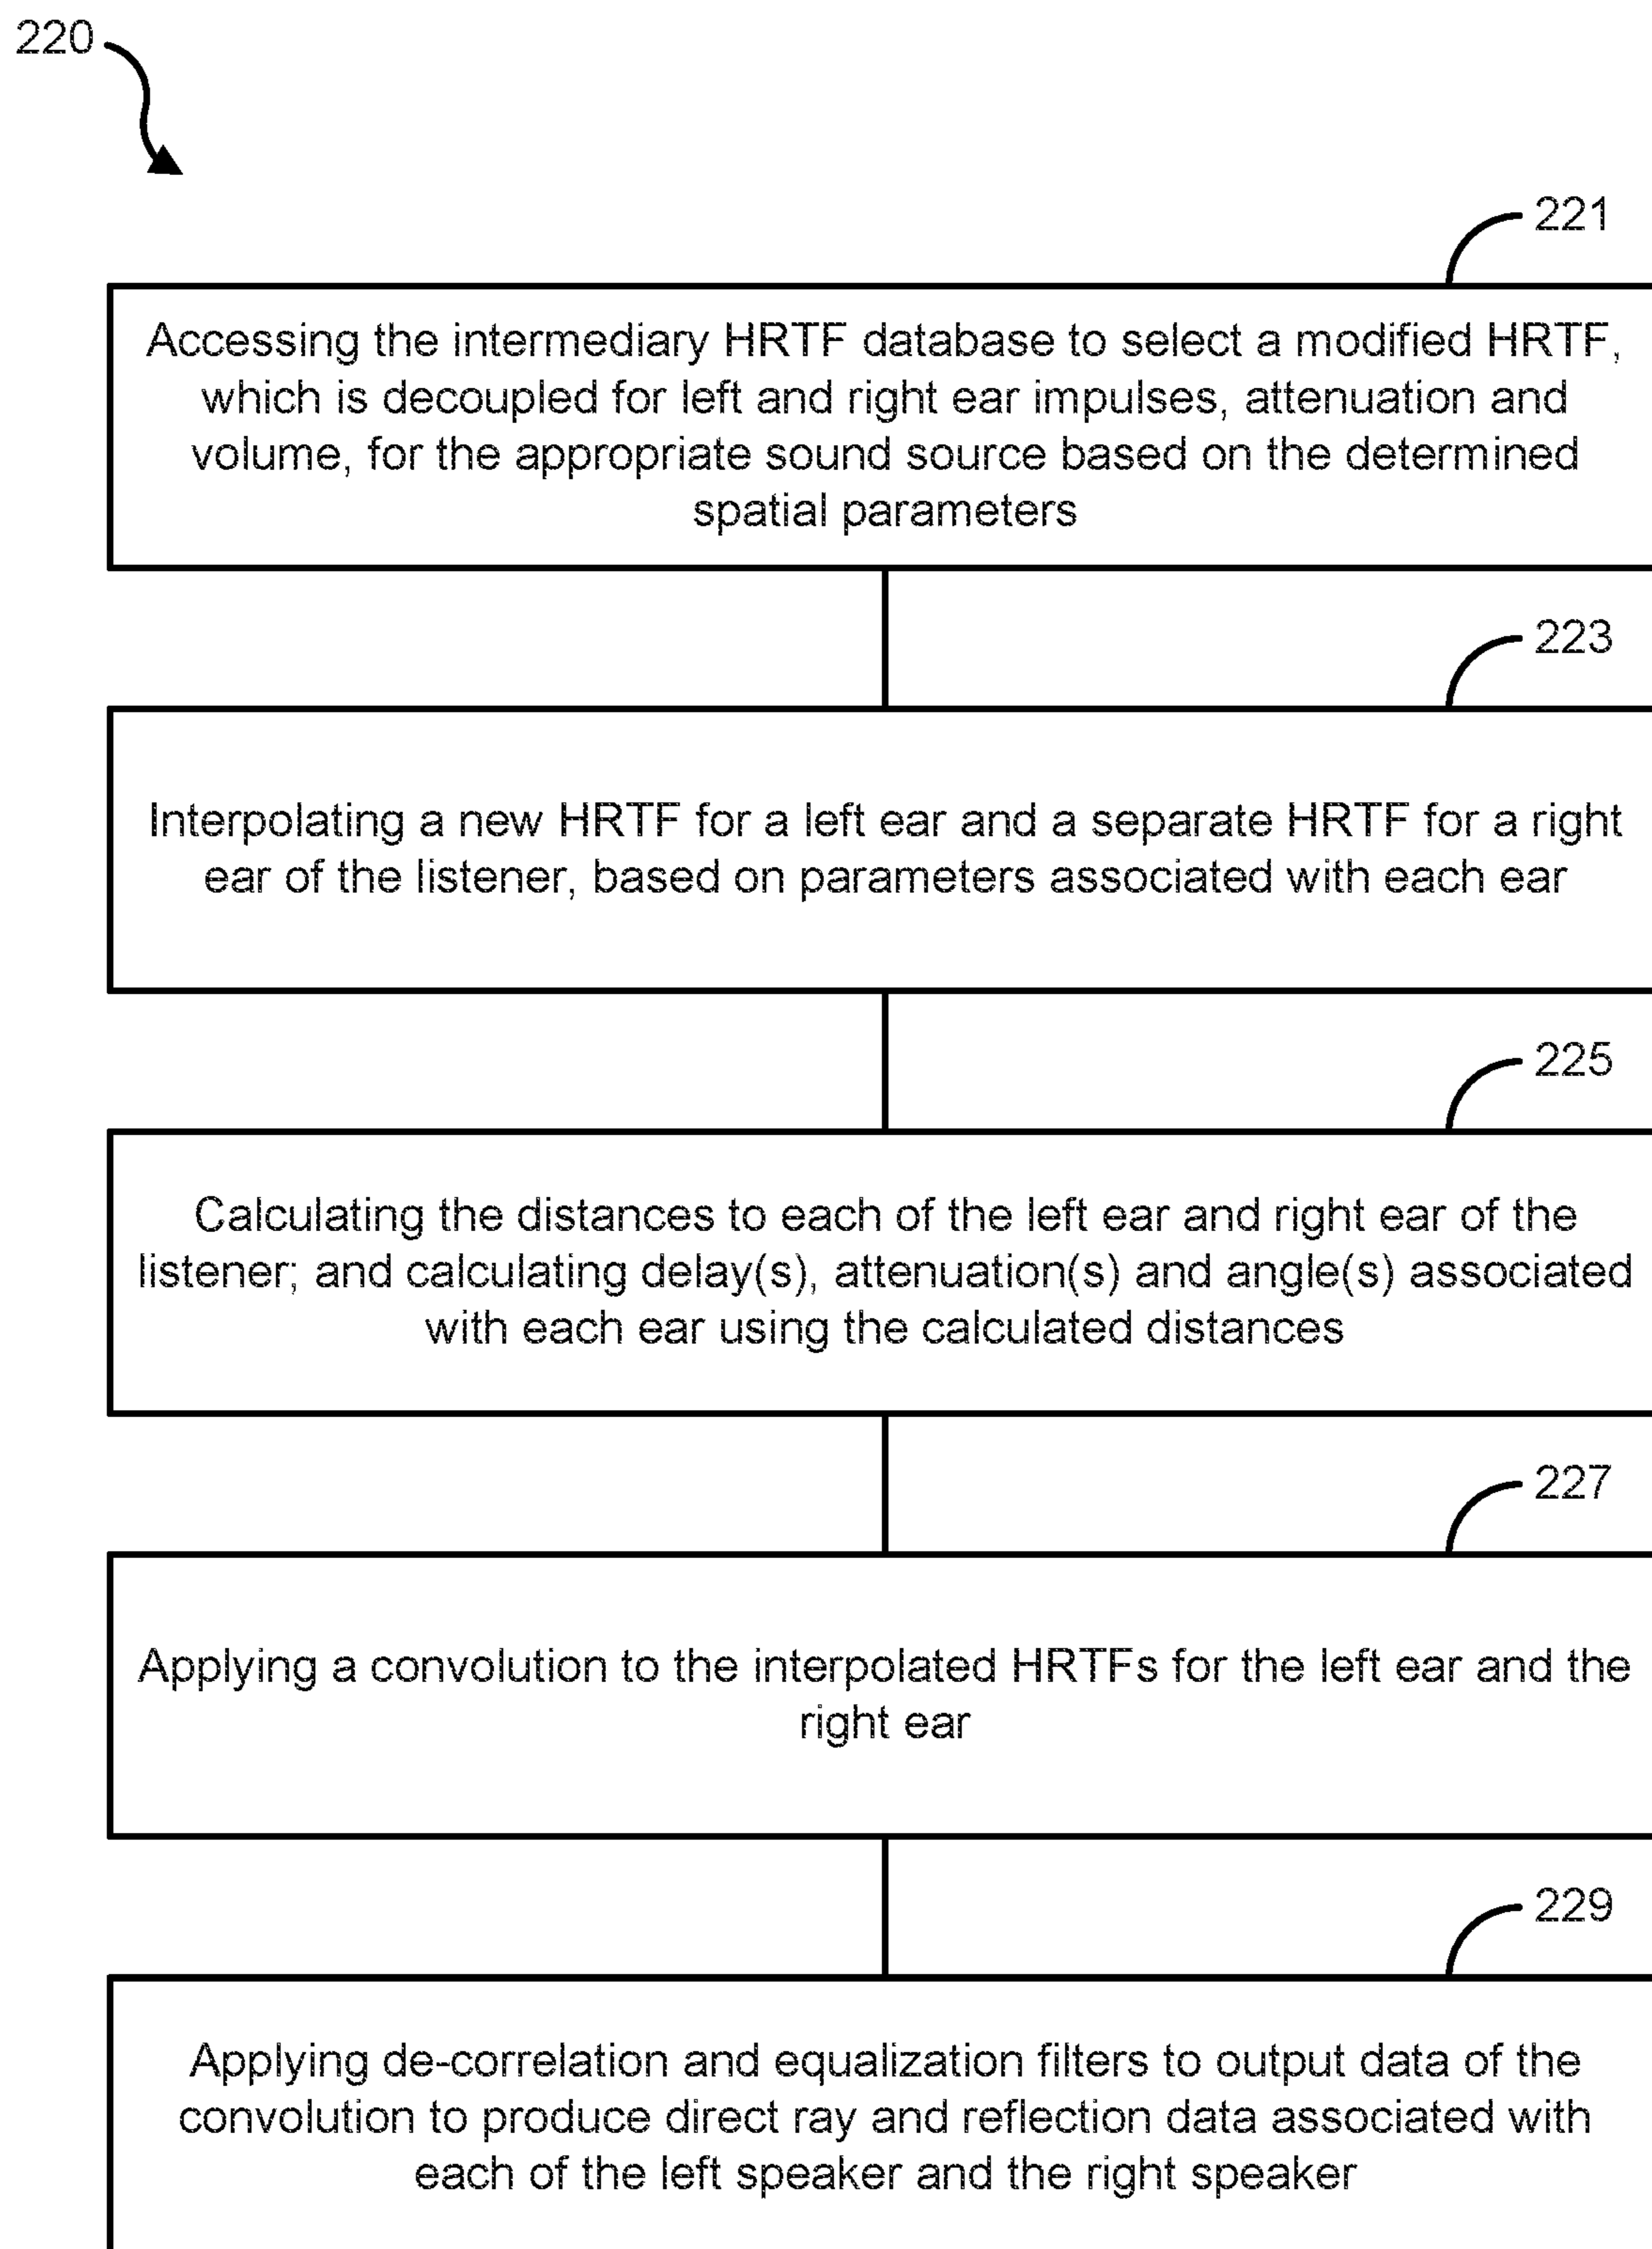 220
221
Accessing the intermediary HRTF database to select a modified HRTF,
which is decoupled for left and right ear impulses, attenuation and
volume, for the appropriate sound source based on the determined
spatial parameters
223
Interpolating a new HRTF for a left ear and a separate HRTF for a right
ear of the listener, based on parameters associated with each ear
225
Calculating the distances to each of the left ear and right ear of the
listener; and calculating delay(s), attenuation(s) and angle(s) associated
with each ear using the calculated distances
227
Applying a convolution to the interpolated HRTFs for the left ear and the
right ear
229
Applying de-correlation and equalization filters to output data of the
convolution to produce direct ray and reflection data associated with
each of the left speaker and the right speaker